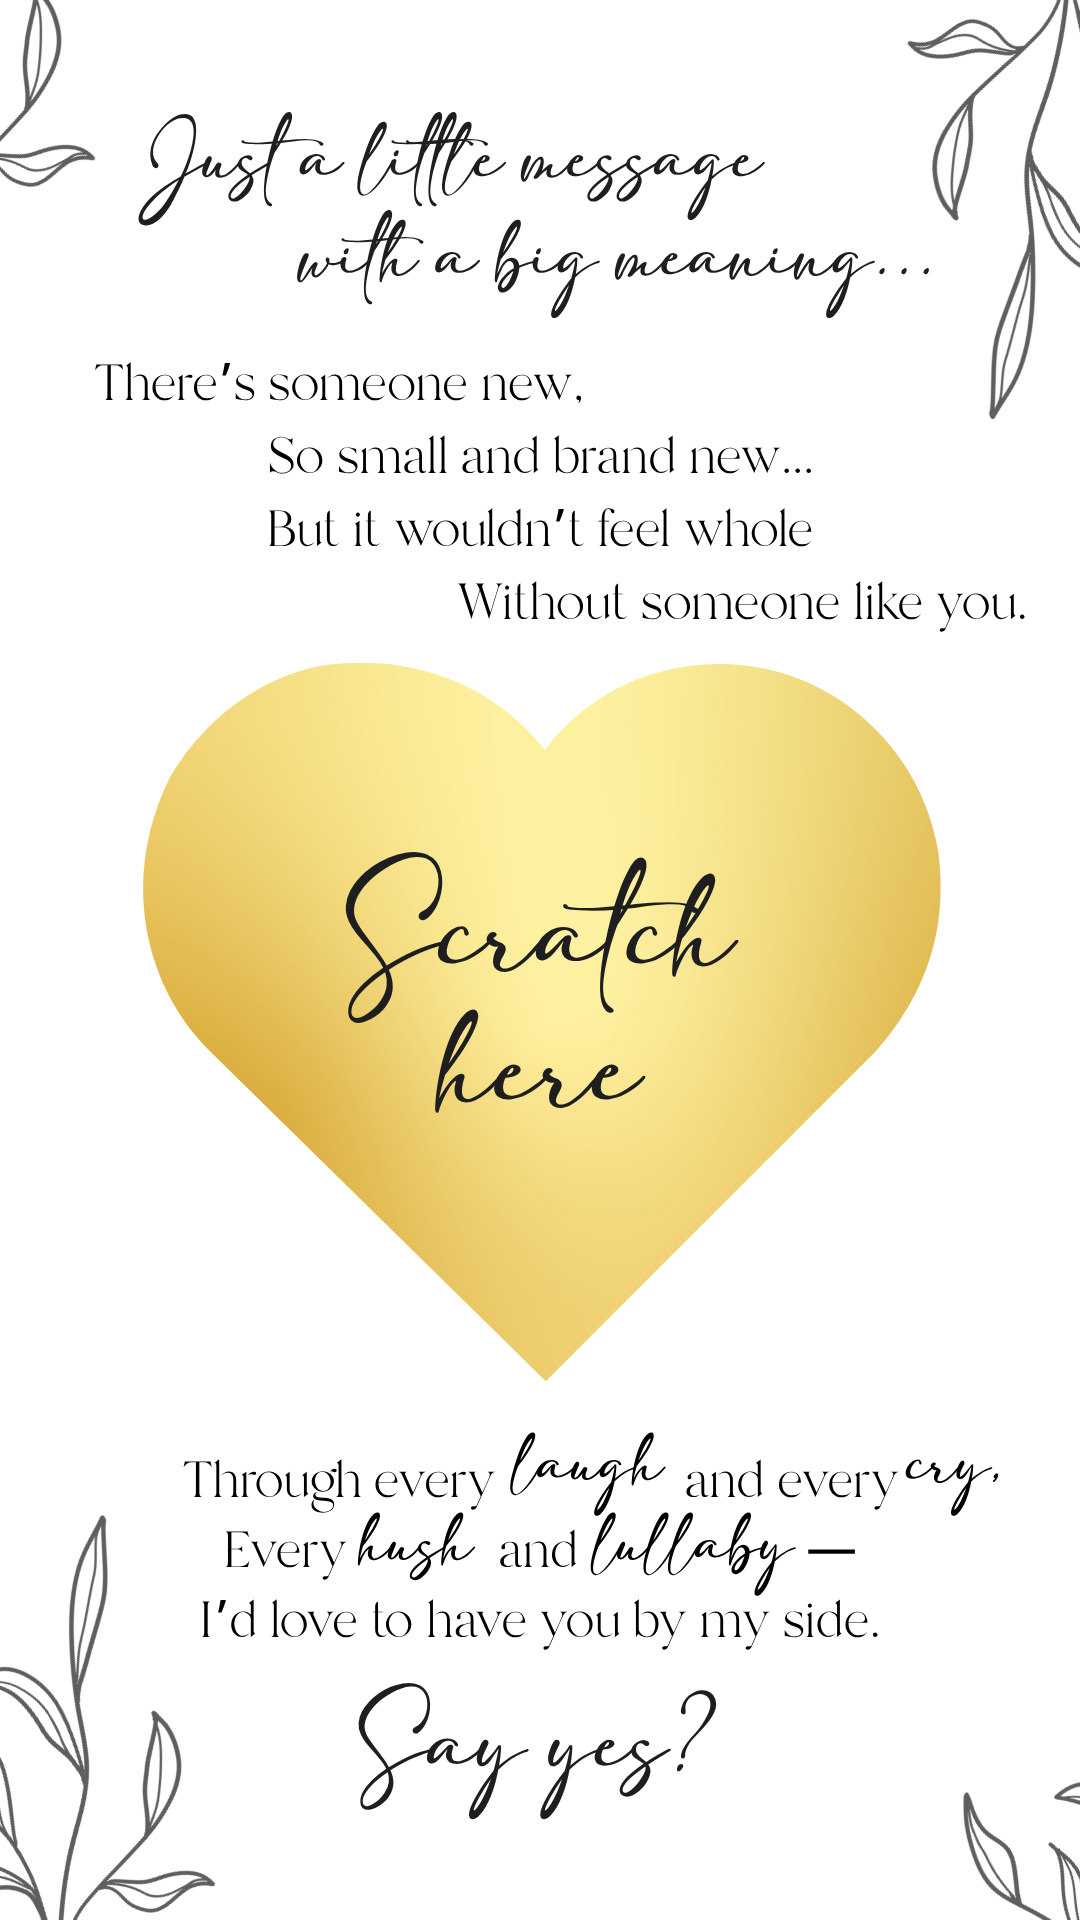 Just a little message
with a big meaning...
There's someone new,
So small and brand new...
But it wouldn't feel whole
Without someone like you.
Scratch
here
Through every laugh and every cry,
Every hush and lullaby —
I'd love to have you by my side.
Say yes?